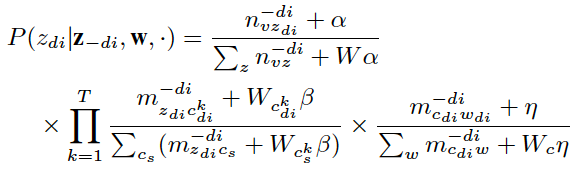 P(z_{di}|\mathbf{z}_{-di}, \mathbf{w}, \cdot) = \frac{n_{vz_{di}}^{-di} + \alpha}{\sum_z n_{vz}^{-di} + W\alpha}
\times \prod_{k=1}^{T} \frac{m_{z_{di}c_{di}^k}^{-di} + W_{c_{di}^k}\beta}{\sum_{c_s} (m_{z_{di}c_s}^{-di} + W_{c_s^k}\beta)} \times \frac{m_{c_{di}w_{di}}^{-di} + \eta}{\sum_w m_{c_{di}w}^{-di} + W_c\eta}